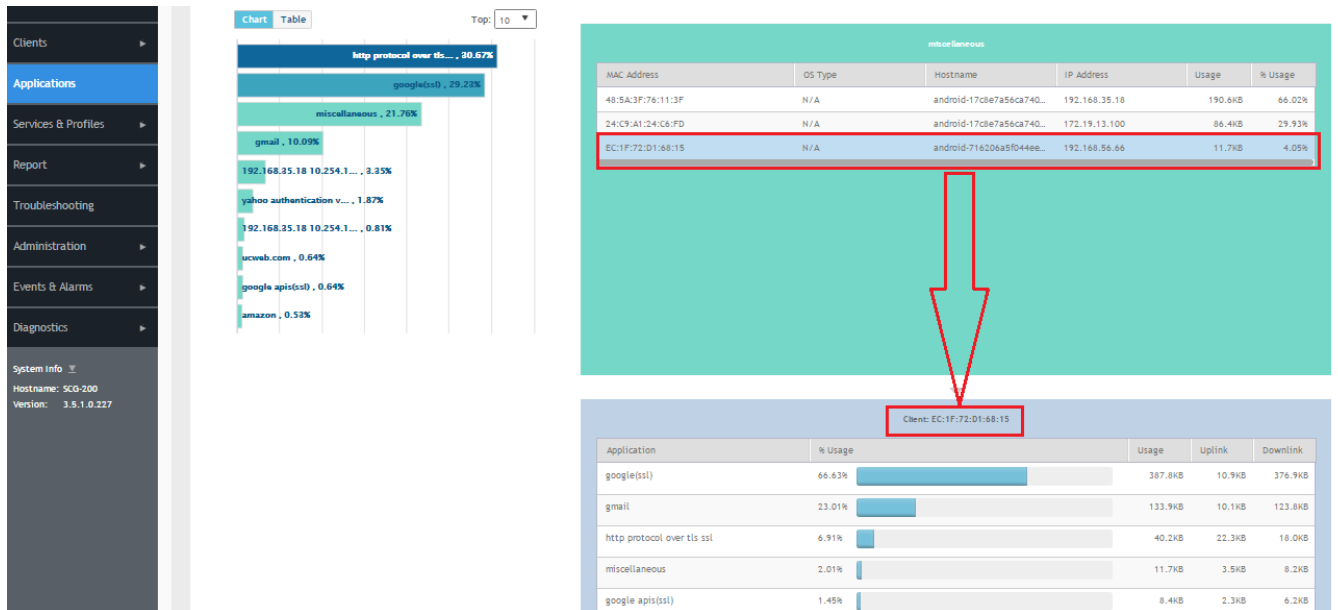 Clients
Applications
Services & Profiles
Report
Troubleshooting
Administration
Events & Alarms
Diagnostics
System Info
Hostname: SCG-200
Version: 3.5.1.0.227
Chart Table Top: 10
http protocol over tls... , 30.67%
google(ssl) , 29.23%
miscellaneous , 21.76%
gmail , 10.09%
192.168.35.18 10.254.1... , 3.35%
yahoo authentication v... , 1.87%
192.168.35.18 10.254.1... , 0.81%
ucweb.com , 0.64%
google apis(ssl) , 0.64%
amazon , 0.53%
miscellaneous
MAC Address OS Type Hostname IP Address Usage % Usage
48:5A:3F:76:11:3F N/A android-17c8e7a56ca740... 192.168.35.18 190.6KB 66.02%
24:C9:A1:24:C6:FD N/A android-17c8e7a56ca740... 172.19.13.100 86.4KB 29.93%
EC:1F:72:D1:68:15 N/A android-716206a5f044ee... 192.168.56.66 11.7KB 4.05%
Client: EC:1F:72:D1:68:15
Application % Usage Usage Uplink Downlink
google(ssl) 66.63% 387.8KB 10.9KB 376.9KB
gmail 23.01% 133.9KB 10.1KB 123.8KB
http protocol over tls ssl 6.91% 40.2KB 22.3KB 18.0KB
miscellaneous 2.01% 11.7KB 3.5KB 8.2KB
google apis(ssl) 1.45% 8.4KB 2.3KB 6.2KB